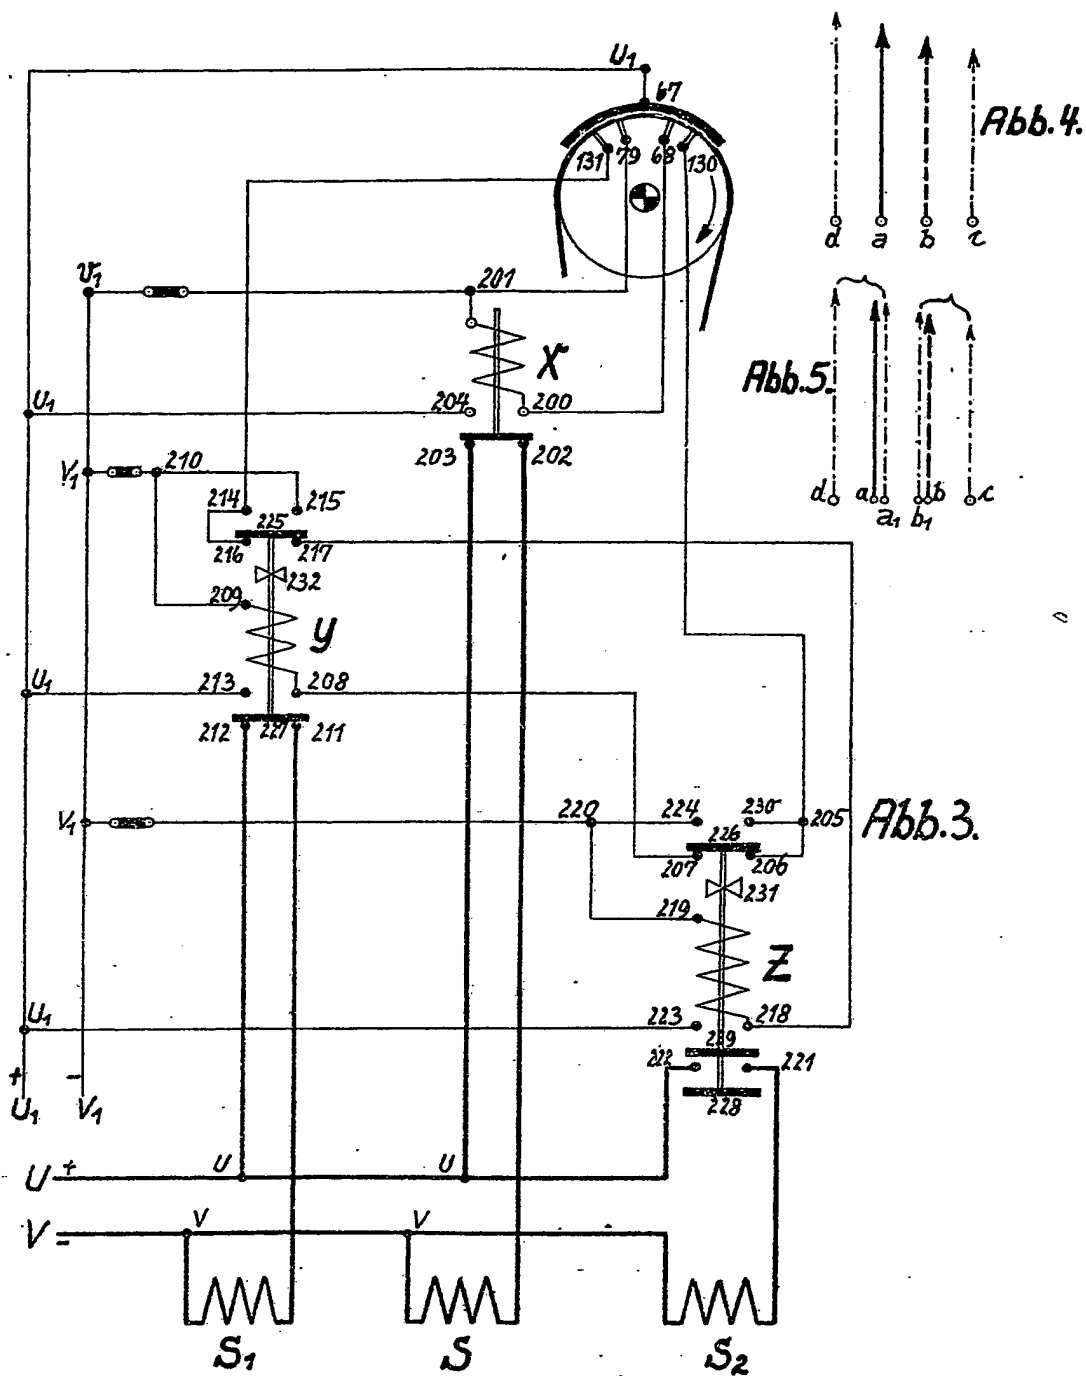 U1
67
131
79
68
130
Abb.4.
d
a
b
c
V1
201
X
U1
204
200
Abb.5.
203
202
d
a
a1
b1
b
c
V1
210
214
215
225
216
217
232
209
Y
U1
213
208
212
227
211
V1
220
224
230
205
Abb.3.
226
207
206
231
219
Z
U1
223
218
229
222
221
228
+
-
U1
V1
U +
U
U
V -
V
V
S1
S
S2